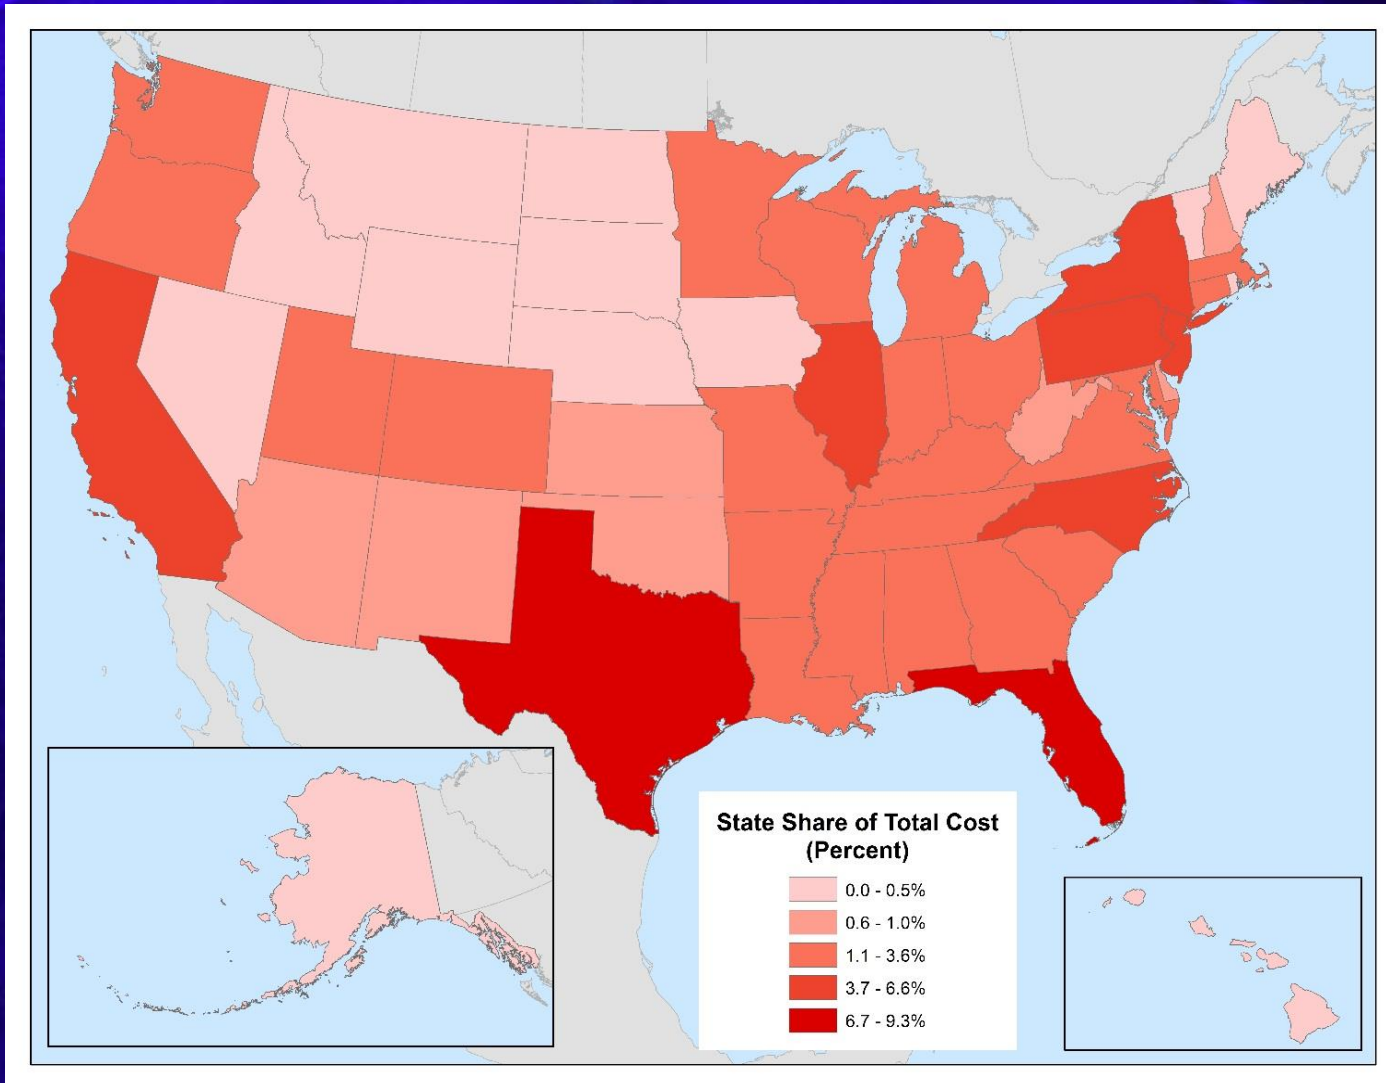 State Share of Total Cost
(Percent)
0.0 - 0.5%
0.6 - 1.0%
1.1 - 3.6%
3.7 - 6.6%
6.7 - 9.3%